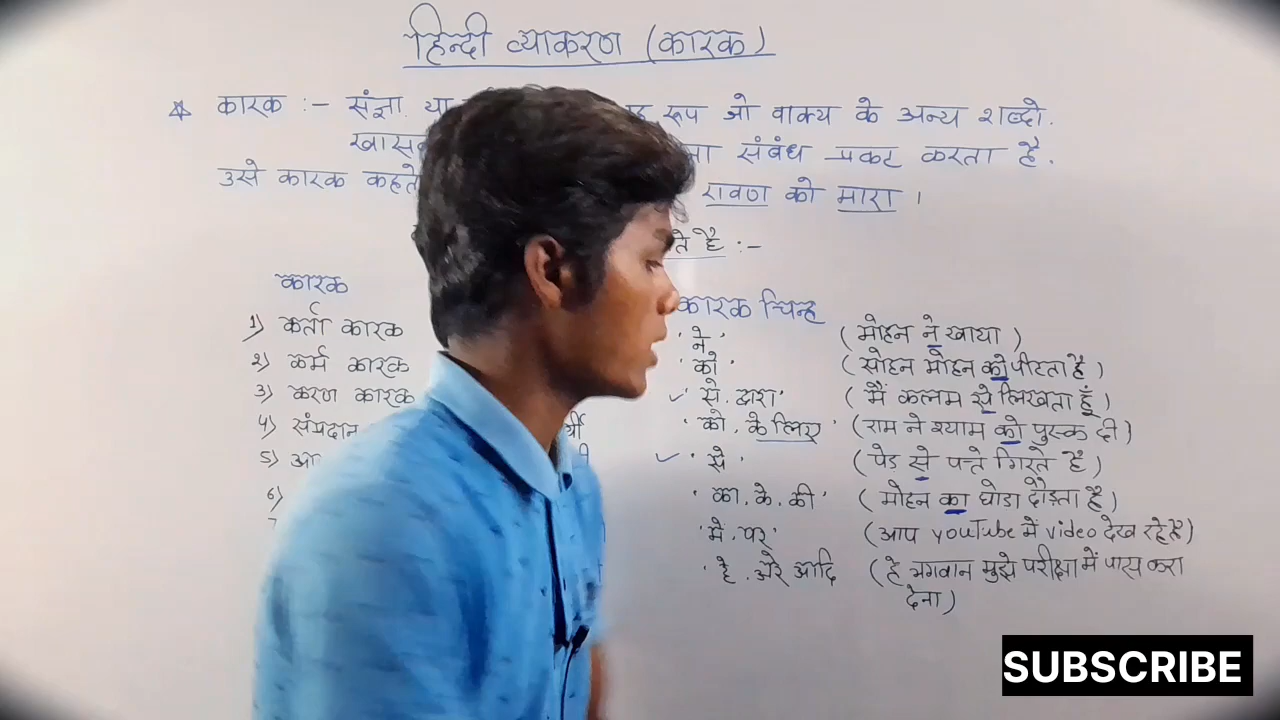 हिन्दी व्याकरण (कारक)
कारक :- संज्ञा या रूप जो वाक्य के अन्य शब्दो.
संबंध प्रकट करता है.
उसे कारक कहते रावण को मारा ।
ते है :-
कारक कारक चिन्ह
1) कर्ता कारक 'ने' (मोहन ने खाया)
2) कर्म कारक 'को' (सोहन मोहन को पीटता है)
3) करण कारक 'से. द्वारा' (मैं कलम से लिखता हूँ)
4) संप्रदान 'को. के लिए' (राम ने श्याम को पुस्क दी)
5) 'से' (पेड से पत्ते गिरते है)
6) 'का. के. की' (मोहन का घोडा दौड़ता है)
'में. पर' (आप YouTube में video देख रहे है)
'हे. अरे आदि (हे भगवान मुझे परीक्षा में पास करा
देना)
SUBSCRIBE